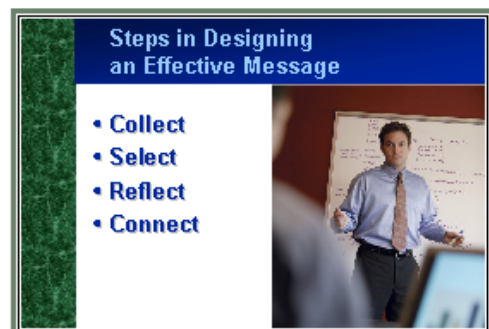 Steps in Designing
an Effective Message
• Collect
• Select
• Reflect
• Connect